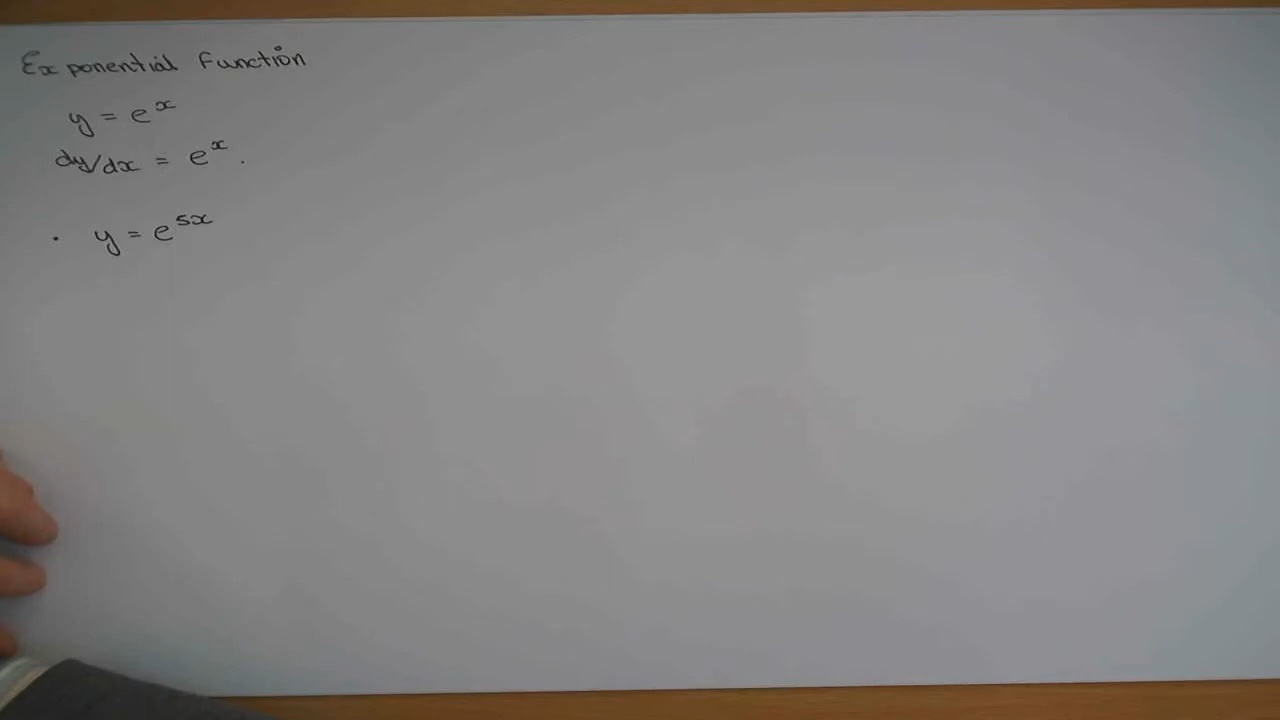 Exponential Function
y = e^x
dy/dx = e^x.
· y = e^5x